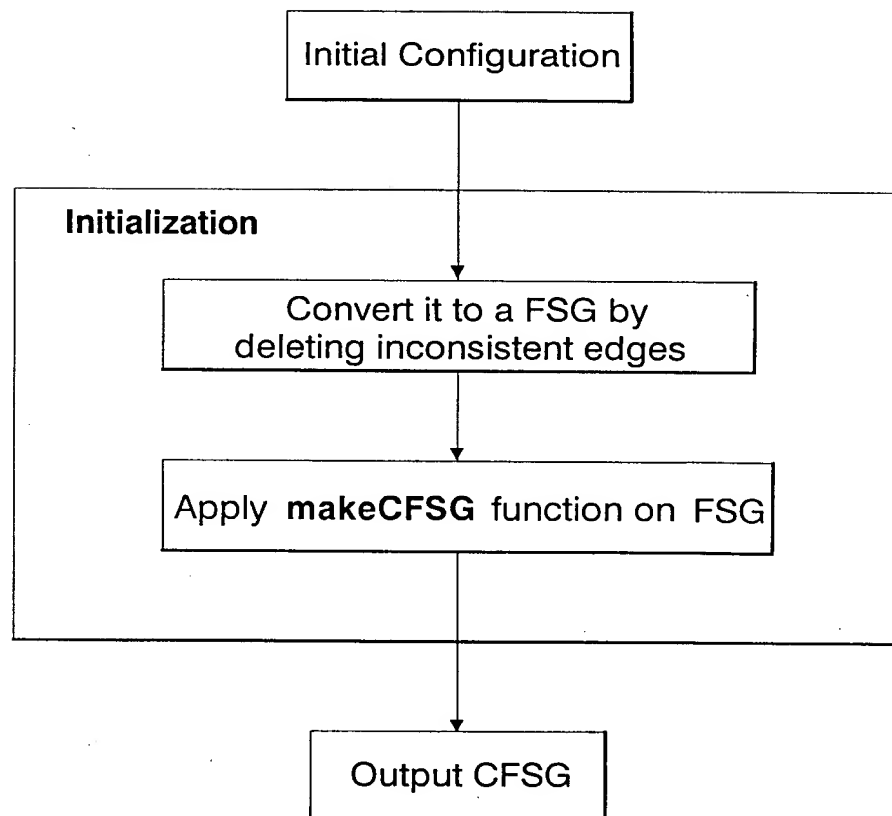 Initial Configuration
Initialization
Convert it to a FSG by
deleting inconsistent edges
Apply makeCFSG function on FSG
Output CFSG